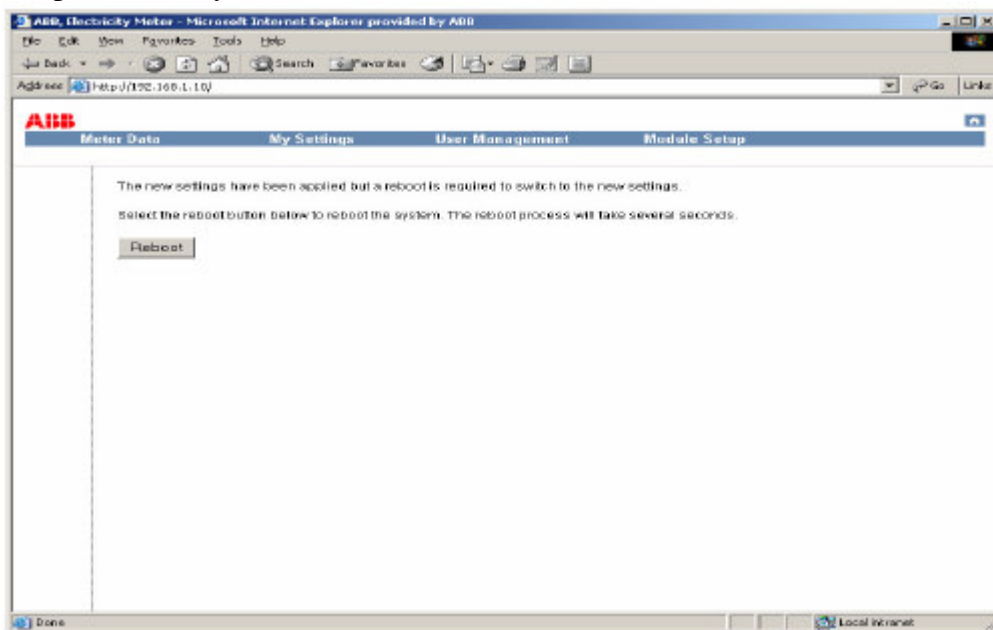 ABB, Electricity Meter - Microsoft Internet Explorer provided by ABB
File Edit View Favorites Tools Help
Back Search Favorites
Address http://192.168.1.10/ Go Links
ABB
Meter Data My Settings User Management Module Setup
The new settings have been applied but a reboot is required to switch to the new settings.
Select the reboot button below to reboot the system. The reboot process will take several seconds.
Reboot
Done Local intranet